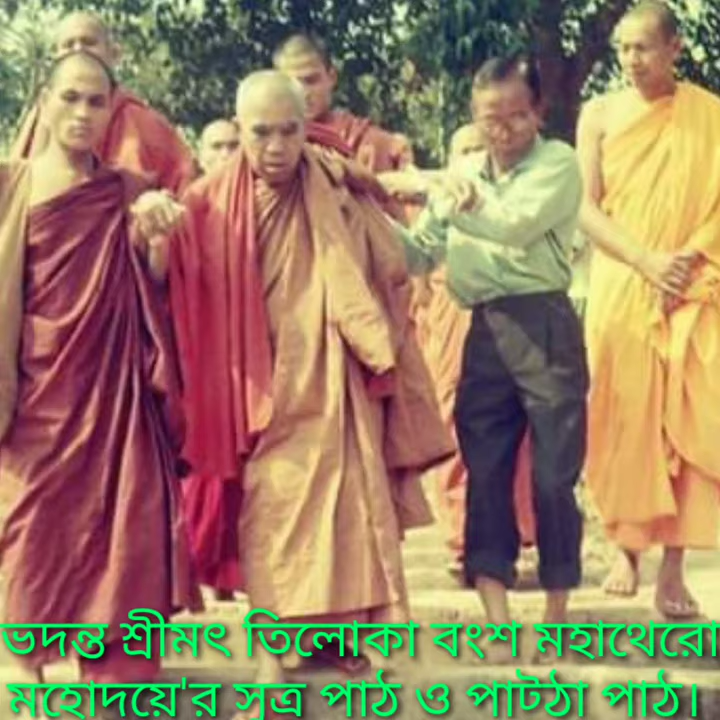 ভদন্ত শ্রীমৎ তিলোকা বংশ মহাথেরো
মহোদয়ে'র সূত্র পাঠ ও পাটঠা পাঠ।